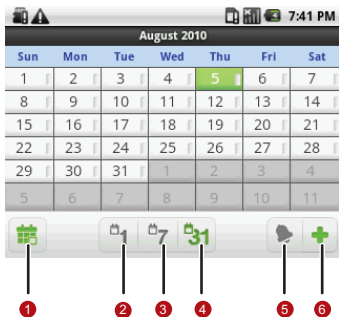 7:41 PM
August 2010
Sun Mon Tue Wed Thu Fri Sat
1 2 3 4 5 6 7
8 9 10 11 12 13 14
15 16 17 18 19 20 21
22 23 24 25 26 27 28
29 30 31 1 2 3 4
5 6 7 8 9 10 11
1 7 31
1 2 3 4 5 6